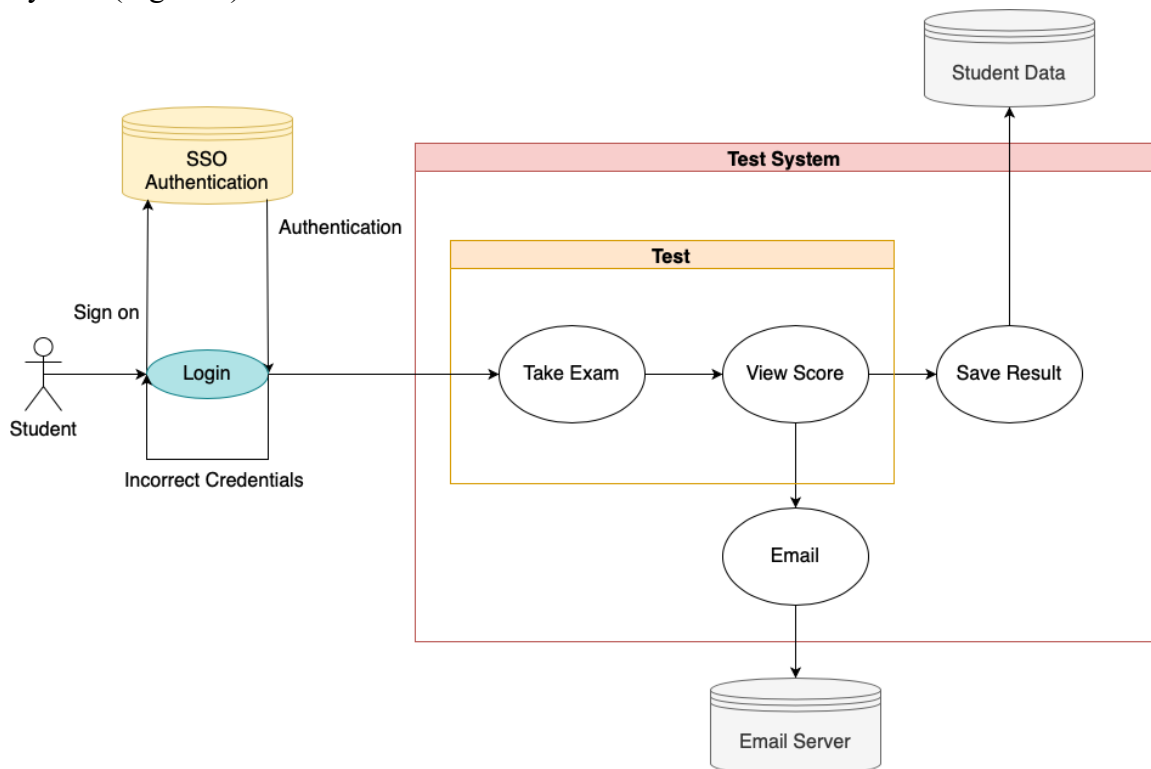 Student Data
SSO
Authentication
Test System
Authentication
Test
Sign on
Login
Take Exam
View Score
Save Result
Student
Incorrect Credentials
Email
Email Server